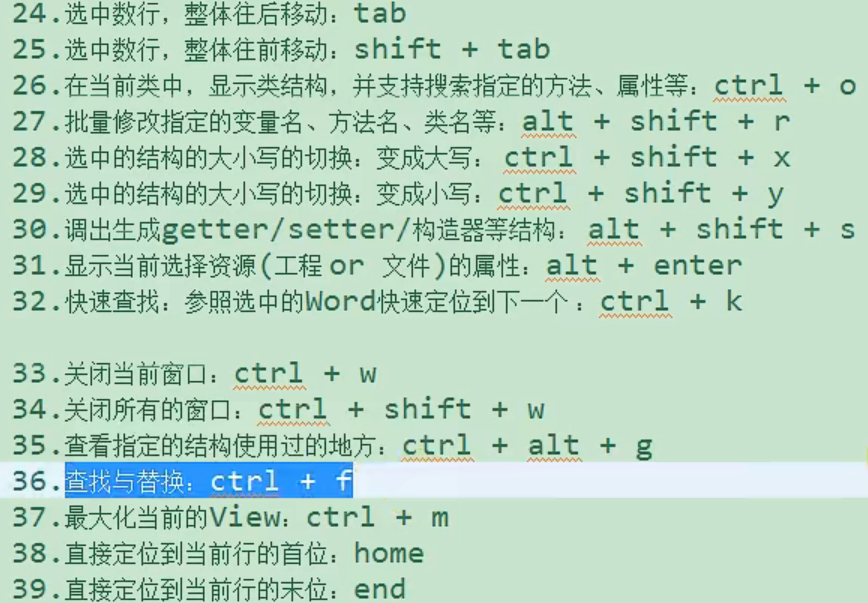 24.选中数行，整体往后移动：tab
25.选中数行，整体往前移动：shift + tab
26.在当前类中，显示类结构，并支持搜索指定的方法、属性等：ctrl + o
27.批量修改指定的变量名、方法名、类名等：alt + shift + r
28.选中的结构的大小写的切换：变成大写： ctrl + shift + x
29.选中的结构的大小写的切换：变成小写：ctrl + shift + y
30.调出生成getter/setter/构造器等结构： alt + shift + s
31.显示当前选择资源(工程 or 文件)的属性：alt + enter
32.快速查找：参照选中的Word快速定位到下一个 ：ctrl + k
33.关闭当前窗口：ctrl + w
34.关闭所有的窗口：ctrl + shift + w
35.查看指定的结构使用过的地方：ctrl + alt + g
36.查找与替换：ctrl + f
37.最大化当前的View：ctrl + m
38.直接定位到当前行的首位：home
39.直接定位到当前行的末位：end